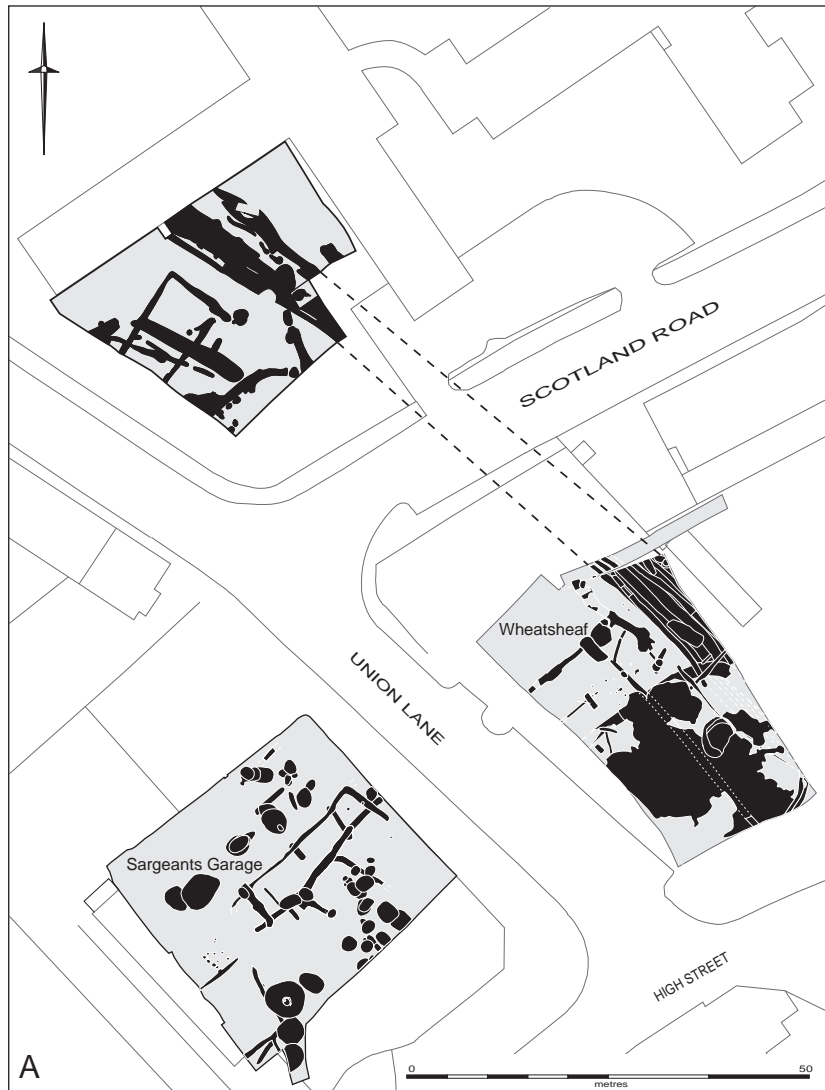 SCOTLAND ROAD
Wheatsheaf
UNION LANE
Sargeants Garage
HIGH STREET
A
0 50
metres